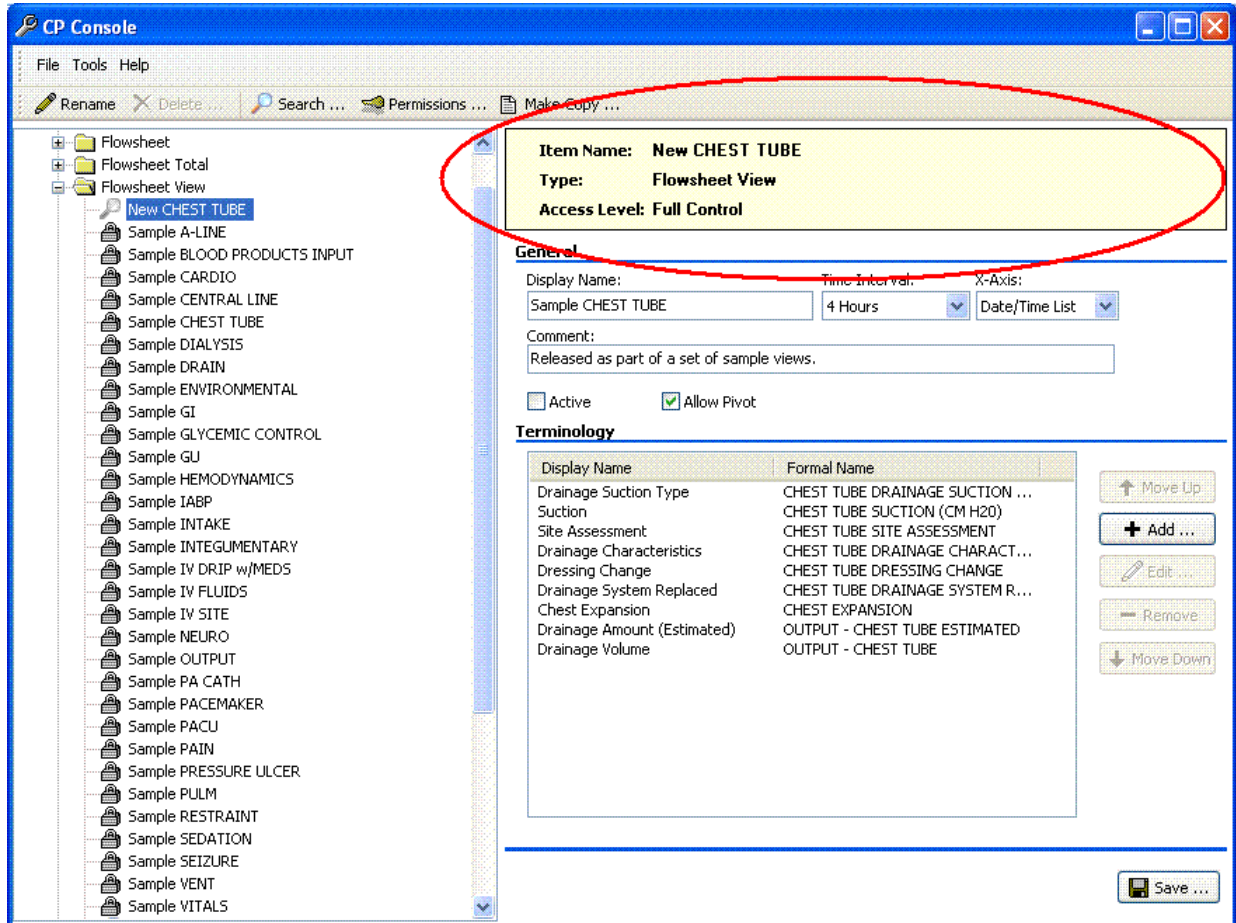 CP Console
File Tools Help
Rename Delete ... Search ... Permissions ... Make Copy ...
Flowsheet
Flowsheet Total
Flowsheet View
New CHEST TUBE
Sample A-LINE
Sample BLOOD PRODUCTS INPUT
Sample CARDIO
Sample CENTRAL LINE
Sample CHEST TUBE
Sample DIALYSIS
Sample DRAIN
Sample ENVIRONMENTAL
Sample GI
Sample GLYCEMIC CONTROL
Sample GU
Sample HEMODYNAMICS
Sample IABP
Sample INTAKE
Sample INTEGUMENTARY
Sample IV DRIP w/MEDS
Sample IV FLUIDS
Sample IV SITE
Sample NEURO
Sample OUTPUT
Sample PA CATH
Sample PACEMAKER
Sample PACU
Sample PAIN
Sample PRESSURE ULCER
Sample PULM
Sample RESTRAINT
Sample SEDATION
Sample SEIZURE
Sample VENT
Sample VITALS
Item Name: New CHEST TUBE
Type: Flowsheet View
Access Level: Full Control
General
Display Name: Time Interval: X-Axis:
Sample CHEST TUBE 4 Hours Date/Time List
Comment:
Released as part of a set of sample views.
Active Allow Pivot
Terminology
Display Name Formal Name
Drainage Suction Type CHEST TUBE DRAINAGE SUCTION ...
Suction CHEST TUBE SUCTION (CM H20)
Site Assessment CHEST TUBE SITE ASSESSMENT
Drainage Characteristics CHEST TUBE DRAINAGE CHARACT...
Dressing Change CHEST TUBE DRESSING CHANGE
Drainage System Replaced CHEST TUBE DRAINAGE SYSTEM R...
Chest Expansion CHEST EXPANSION
Drainage Amount (Estimated) OUTPUT - CHEST TUBE ESTIMATED
Drainage Volume OUTPUT - CHEST TUBE
Move Up
Add ...
Edit ...
Remove
Move Down
Save ...